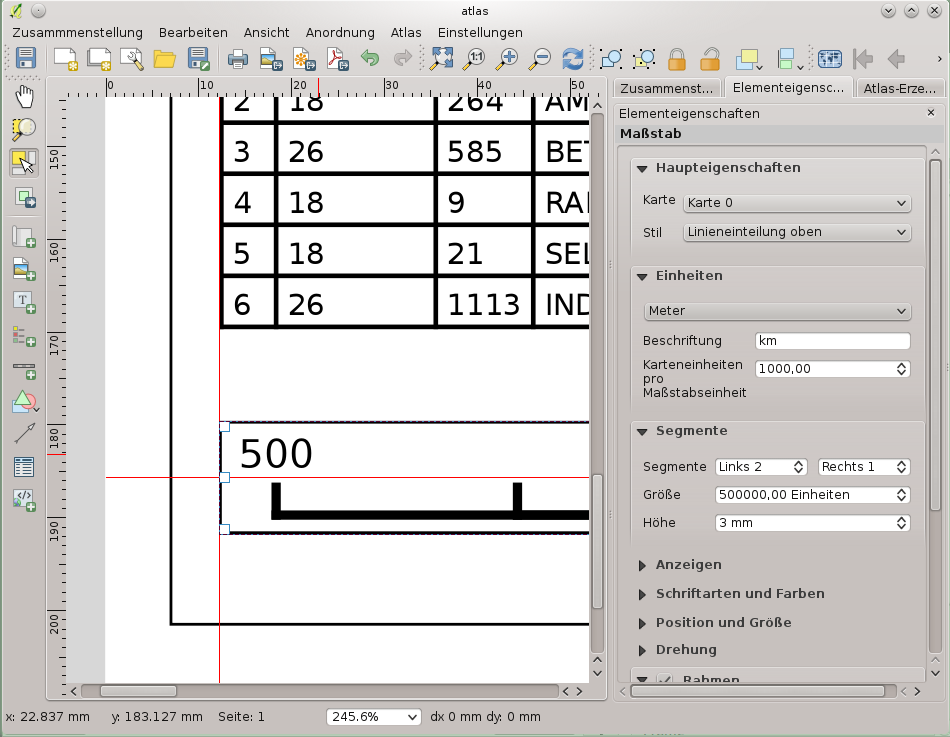 atlas
Zusammmenstellung Bearbeiten Ansicht Anordnung Atlas Einstellungen
1:1
0 10 20 30 40 50
Zusammenst... Elementeigensc... Atlas-Erze...
Elementeigenschaften
Maßstab
Haupteigenschaften
Karte Karte 0
Stil Linieneinteilung oben
Einheiten
Meter
Beschriftung km
Karteneinheiten
pro
Maßstabseinheit
1000,00
Segmente
Segmente Links 2 Rechts 1
Größe 500000,00 Einheiten
Höhe 3 mm
Anzeigen
Schriftarten und Farben
Position und Größe
Drehung
Rahmen
150
160
170
180
190
200
2 18 264 AM
3 26 585 BET
4 18 9 RAI
5 18 21 SEL
6 26 1113 IND
500
T
x: 22.837 mm y: 183.127 mm Seite: 1 245.6% dx 0 mm dy: 0 mm